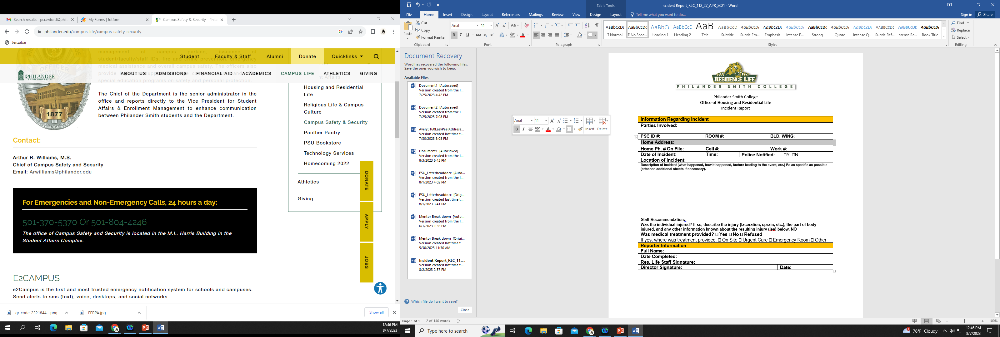 Search results - pcrawford@phila
My Forms | Jotform
Campus Safety & Security - Phila
philander.edu/campus-life/campus-safety-security
Jenzabar
Student Faculty & Staff Alumni Donate Quicklinks
ABOUT US ADMISSIONS FINANCIAL AID ACADEMICS CAMPUS LIFE ATHLETICS GIVING
PHILANDER
SMITH UNIVERSITY
management of campus parking, issuance of
student/faculty/staff IDs, fire and crime prevention, emergency
medical assistance and overall campus safety. The officers also
provide
special education programs on safety and personal protection.
OFFICER
1877
The Chief of the Department is the senior administrator in the
office and reports directly to the Vice President for Student
Affairs & Enrollment Management to enhance communication
between Philander Smith students and the Department.
Contact:
Arthur R. Williams, M.S.
Chief of Campus Safety and Security
Email: Arwilliams@philander.edu
For Emergencies and Non-Emergency Calls, 24 hours a day:
501-370-5370 Or 501-804-4246
The office of Campus Safety and Security is located in the M.L. Harris Building in the
Student Affairs Complex.
E2CAMPUS
e2Campus is the first and most trusted emergency notification system for schools and campuses.
Send alerts to sms (text), voice, desktops, and social networks.
Affairs
Housing and Residential
Life
Religious Life & Campus
Culture
Campus Safety & Security
Panther Pantry
PSU Bookstore
Technology Services
Homecoming 2022
Athletics
Giving
DONATE
APPLY
JOBS
qr-code-2321844....png
FERPA.jpg
Show all
12:46 PM
8/7/2023
Table Tools
Incident Report_RLC_112_27_APR_2021 - Word
File Home Insert Design Layout References Mailings Review View Design Layout Tell me what you want to do...
Sign in Share
Paste
Cut
Copy
Format Painter
Clipboard
Arial 11
Font
Paragraph
AaBbCcDc AaBbCcDc AaBbCc AaBbCcE AaB AaBbCcD AaBbCcDt AaBbCcDt AaBbCcDt AaBbCcDc AaBbCcDt AaBbCcDt AABBCCDE AABBCCDE AaBbCcDt
¶ Normal ¶ No Spac... Heading 1 Heading 2 Title Subtitle Subtle Em... Emphasis Intense E... Strong Quote Intense Q... Subtle Ref... Intense Re... Book Title
Styles
Find
Replace
Select
Editing
Document Recovery
Word has recovered the following files.
Save the ones you wish to keep.
Available Files
Document1 [Autosaved]
Version created from the l...
7/25/2023 4:42 PM
Document2 [Autosaved]
Version created from the l...
7/25/2023 7:08 PM
Avery5160EasyPeelAddress...
Version created last time t...
7/30/2023 3:05 PM
Document1 [Autosaved]
Version created from the l...
8/3/2023 6:43 PM
PSU_Letterheaddocx [Auto...
Version created from the l...
8/1/2023 4:02 PM
PSU_Letterheaddocx [Orig...
Version created last time t...
8/1/2023 3:41 PM
Mentor Break down [Auto...
Version created from the l...
6/1/2023 1:36 PM
Mentor Break down [Origi...
Version created last time t...
5/30/2023 11:30 AM
Incident Report_RLC_11...
Version created last time t...
8/2/2023 2:37 PM
Which file do I want to save?
Close
Arial 11
Insert Delete
RESIDENCE LIFE
PHILANDER SMITH COLLEGE
Philander Smith College
Office of Housing and Residential Life
Incident Report
Information Regarding Incident
Parties Involved:
PSC ID #: ROOM #: BLD. WING:
Home Address:
Home Ph. # On File: Cell #: Work #:
Date of Incident: Time: Police Notified: □Y □N
Location of Incident:
Description of Incident (what happened, how it happened, factors leading to the event, etc.) Be as specific as possible
(attached additional sheets if necessary).
Staff Recommendation:
Was the individual injured? If so, describe the injury (laceration, sprain, etc.), the part of body
injured, and any other information known about the resulting injury (ies) below. NO
Was medical treatment provided? □ Yes □ No □ Refused
If yes, where was treatment provided: □ On Site □ Urgent Care □ Emergency Room □ Other
Reporter Information
Full Name:
Date Completed:
Res. Life Staff Signature:
Director Signature: Date:
Page 1 of 1 2 of 140 words
100%
Type here to search
78°F Cloudy
12:46 PM
8/7/2023